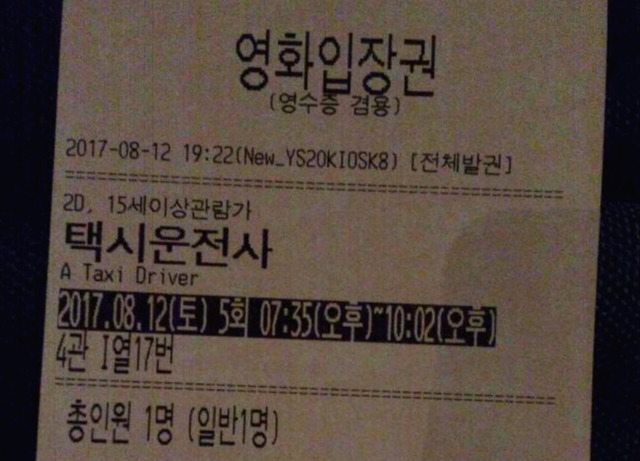 영화입장권
(영수증 겸용)
2017-08-12 19:22(New_YS20KIOSK8) [전체발권]
2D, 15세이상관람가
택시운전사
A Taxi Driver
2017.08.12(토) 5회 07:35(오후)~10:02(오후)
4관 I열17번
총인원 1명 (일반1명)